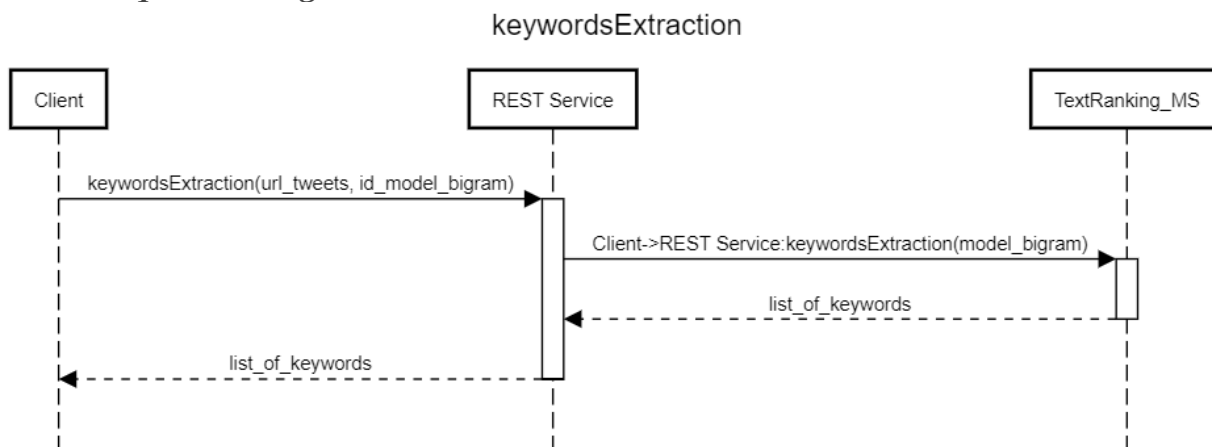 keywordsExtraction
Client
REST Service
TextRanking_MS
keywordsExtraction(url_tweets, id_model_bigram)
Client->REST Service:keywordsExtraction(model_bigram)
list_of_keywords
list_of_keywords